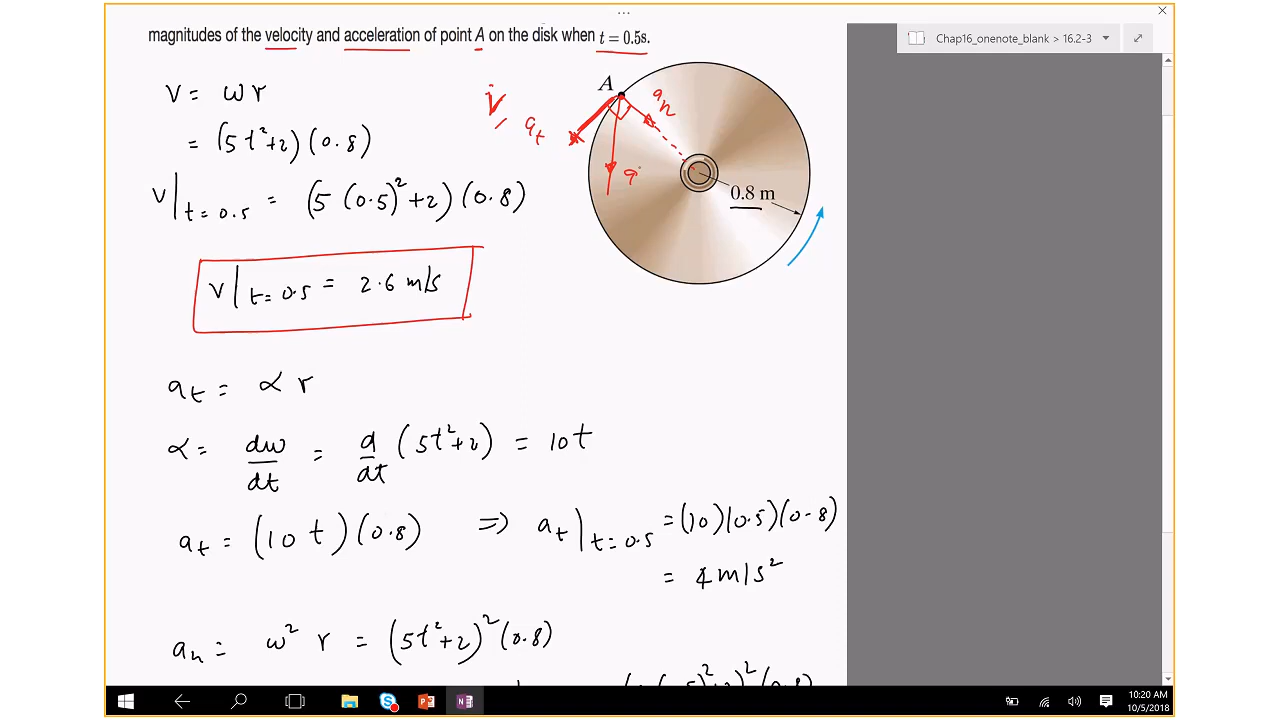 magnitudes of the velocity and acceleration of point A on the disk when t = 0.5s.
Chap16_onenote_blank > 16.2-3
V = ω r
= (5t²+2)(0.8)
V|t=0.5 = (5(0.5)²+2)(0.8)
V|t=0.5 = 2.6 m/s
A
V,
at
an
a
0.8 m
at = α r
α = dω/dt = d/dt (5t²+2) = 10t
at = (10t)(0.8) => at|t=0.5 = (10)(0.5)(0.8)
= 4 m/s²
an = ω² r = (5t²+2)²(0.8)
10:20 AM
10/5/2018